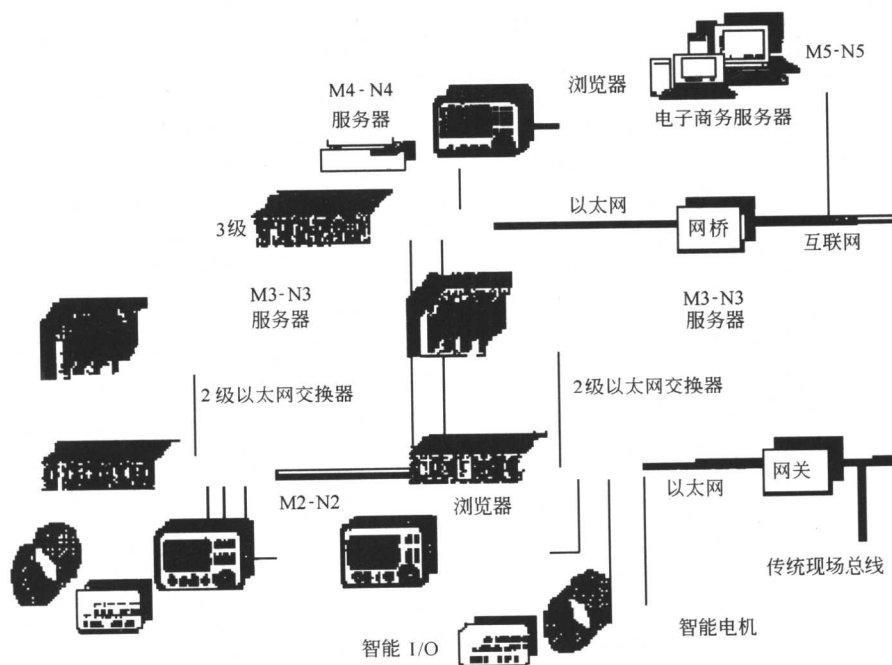 M5-N5
浏览器
M4-N4
服务器
电子商务服务器
以太网
3级
网桥
互联网
M3-N3
服务器
M3-N3
服务器
2级以太网交换器
2级以太网交换器
网关
以太网
M2-N2
浏览器
传统现场总线
智能电机
智能 I/O